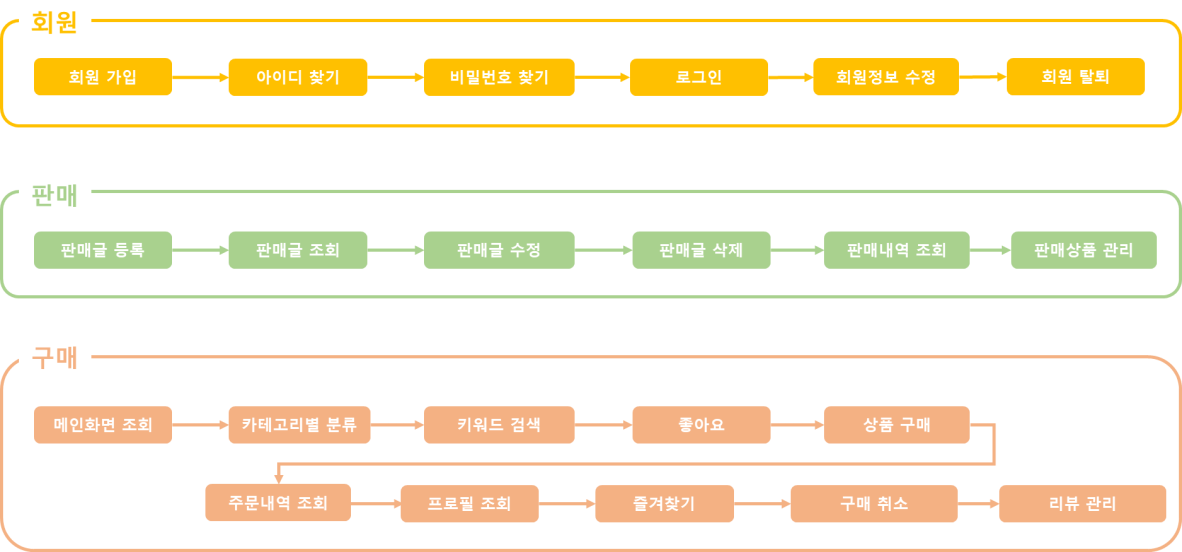 회원
회원 가입
아이디 찾기
비밀번호 찾기
로그인
회원정보 수정
회원 탈퇴
판매
판매글 등록
판매글 조회
판매글 수정
판매글 삭제
판매내역 조회
판매상품 관리
구매
메인화면 조회
카테고리별 분류
키워드 검색
좋아요
상품 구매
주문내역 조회
프로필 조회
즐겨찾기
구매 취소
리뷰 관리